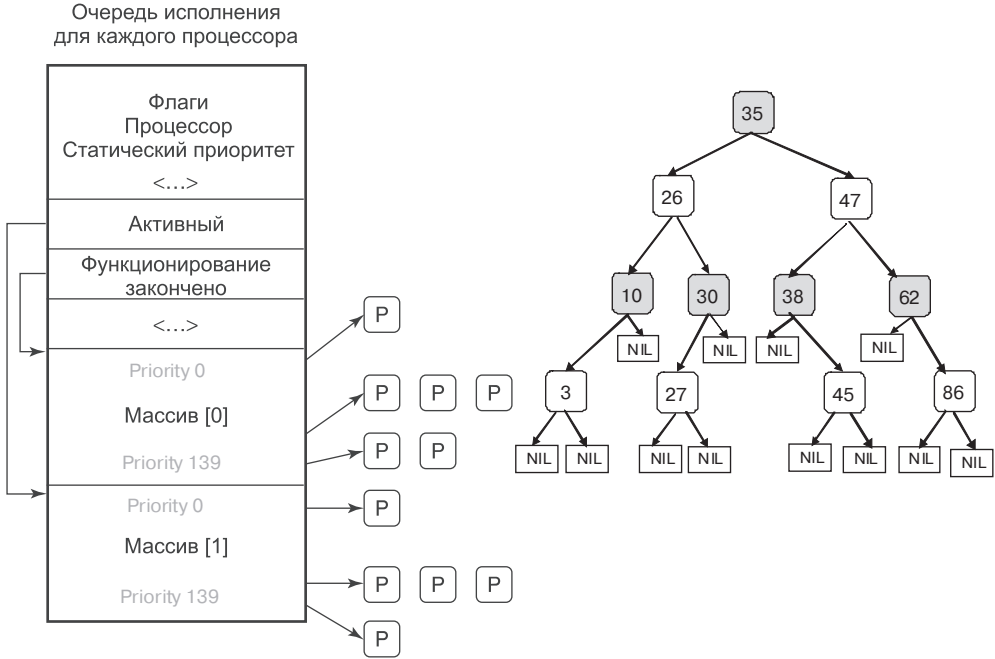 Очередь исполнения
для каждого процессора
Флаги
Процессор
Статический приоритет
<...>
Активный
Функционирование
закончено
<...>
Priority 0
Массив [0]
Priority 139
Priority 0
Массив [1]
Priority 139
P
P P P
P P
P
P P P
P
35
26 47
10 30 38 62
NIL NIL NIL NIL
3 27 45 86
NIL NIL NIL NIL NIL NIL NIL NIL